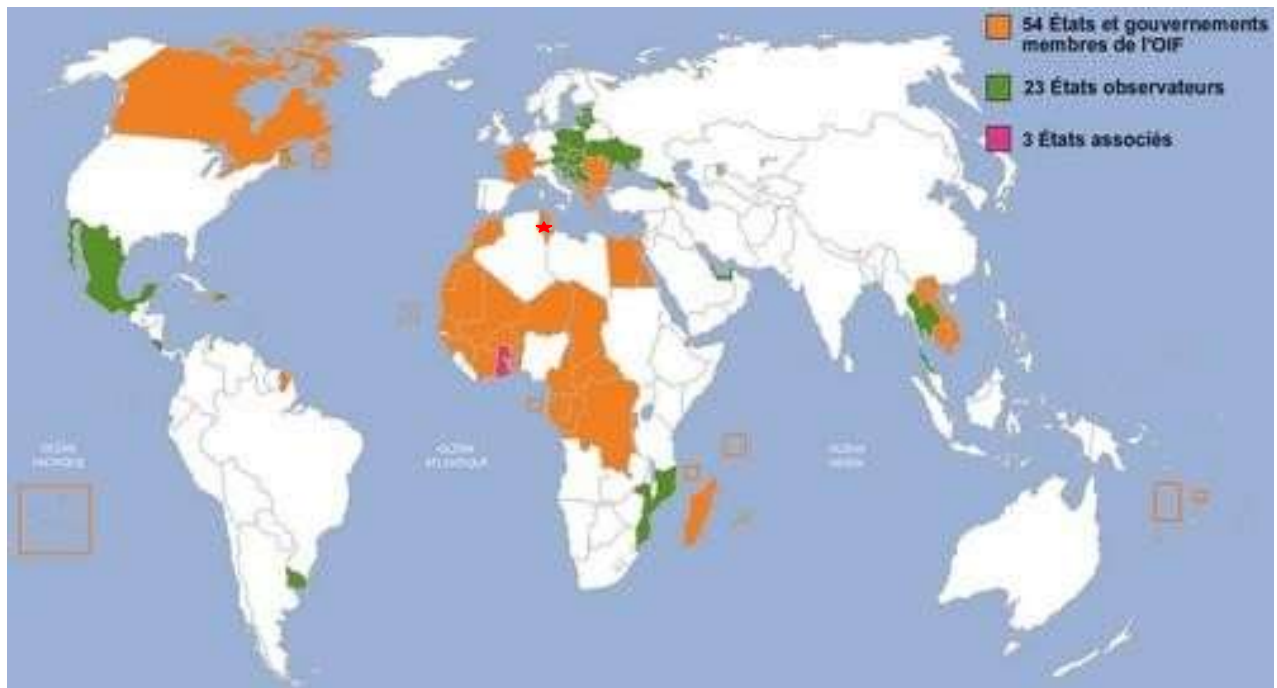 54 États et gouvernements
membres de l'OIF
23 États observateurs
3 États associés